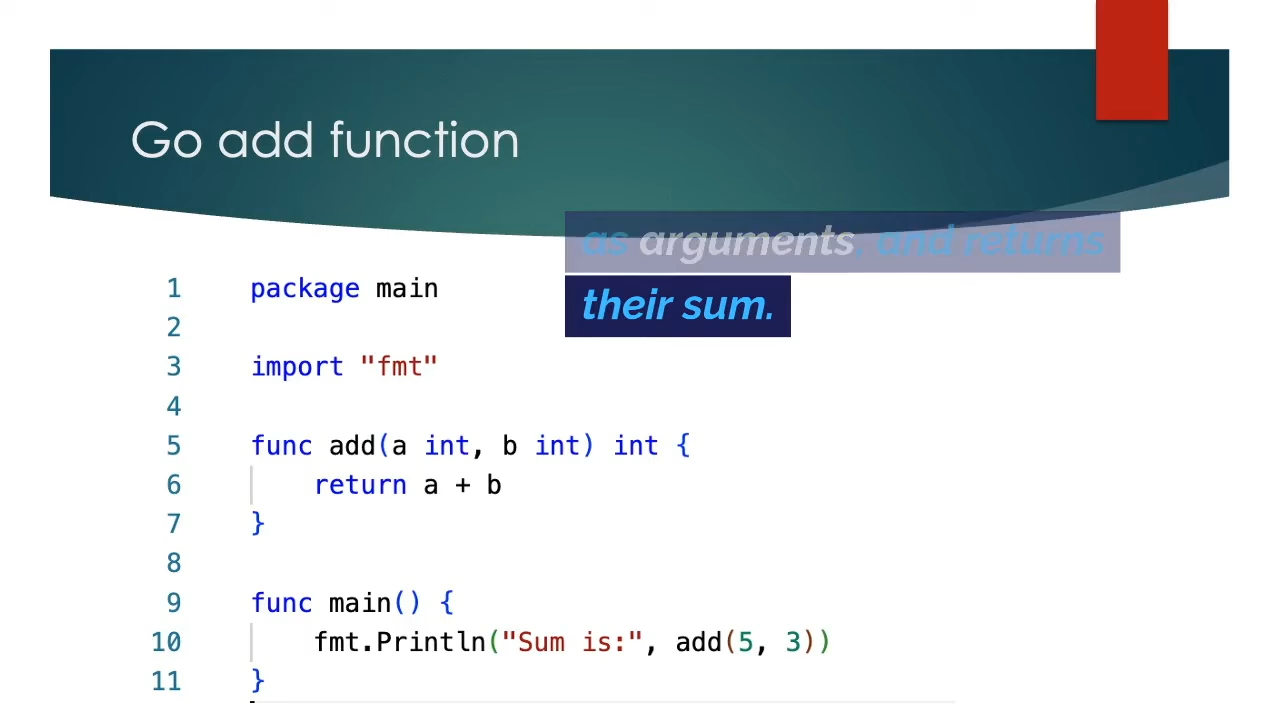 Go add function
as arguments, and returns
their sum.
1 package main
2
3 import "fmt"
4
5 func add(a int, b int) int {
6 return a + b
7 }
8
9 func main() {
10 fmt.Println("Sum is:", add(5, 3))
11 }